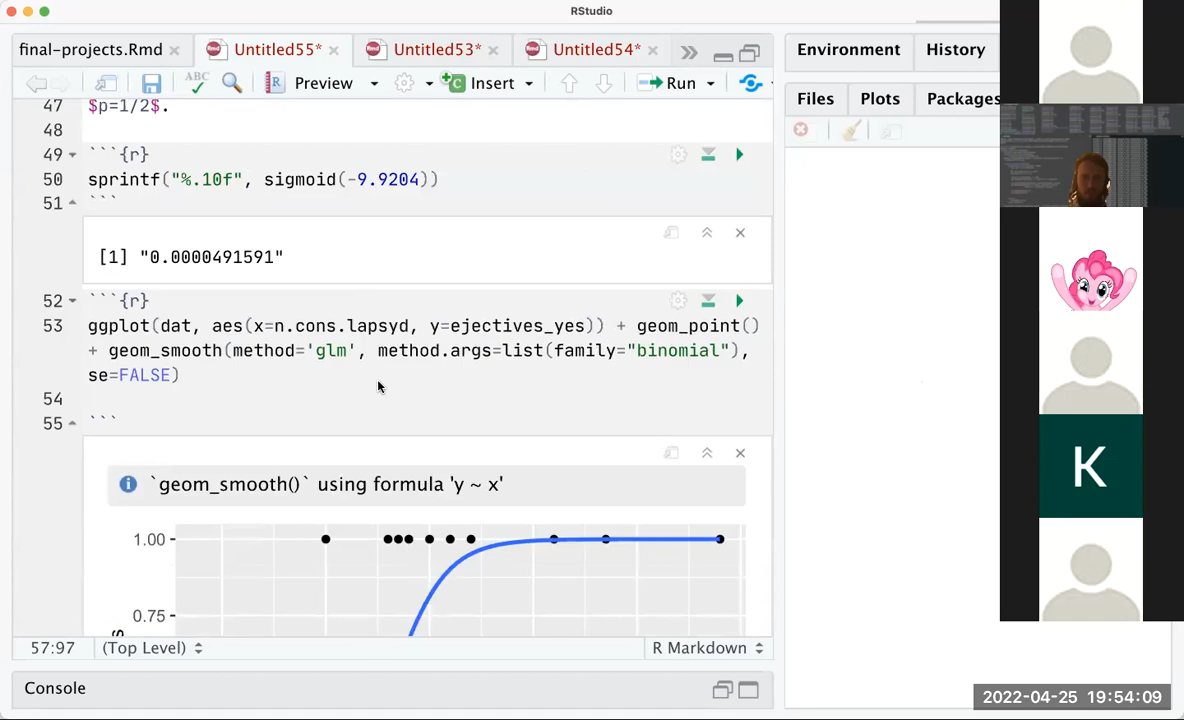 RStudio
final-projects.Rmd Untitled55* Untitled53* Untitled54* Environment History
ABC Preview Insert Run Files Plots Packages
47 $p=1/2$.
48
49 ```{r}
50 sprintf("%.10f", sigmoid(-9.9204))
51 ```
[1] "0.0000491591"
52 ```{r}
53 ggplot(dat, aes(x=n.cons.lapsyd, y=ejectives_yes)) + geom_point()
+ geom_smooth(method='glm', method.args=list(family="binomial"),
se=FALSE)
54
55 ```
`geom_smooth()` using formula 'y ~ x'
1.00
0.75
57:97 (Top Level) R Markdown
Console
K
2022-04-25 19:54:09